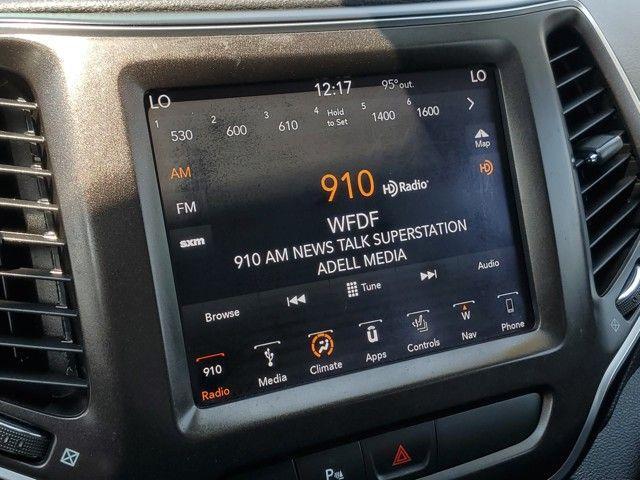 LO 12:17 95° out. LO
1 530 2 600 3 610 4 Hold to Set 5 1400 6 1600
Map
AM
910 HD Radio
HD
FM
WFDF
sxm
910 AM NEWS TALK SUPERSTATION
ADELL MEDIA
Browse Tune Audio
910 W
Radio Media Climate Apps Controls Nav Phone
P